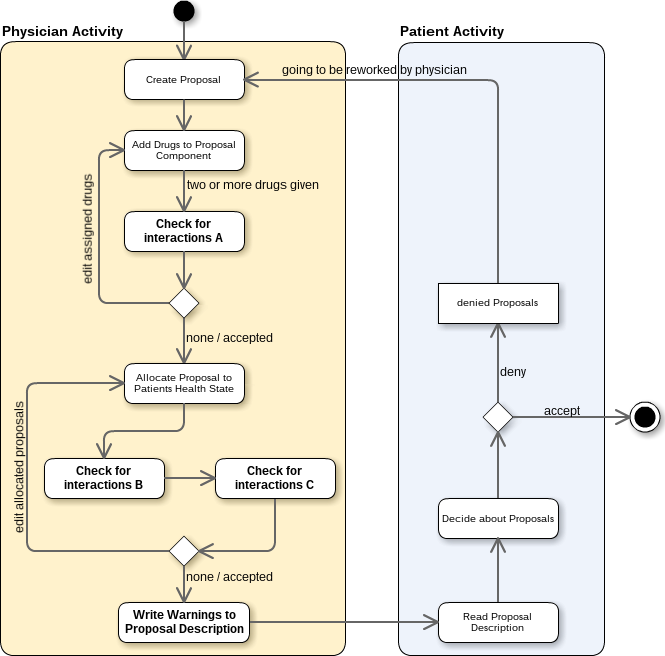 Physician Activity
Patient Activity
Create Proposal
going to be reworked by physician
Add Drugs to Proposal
Component
two or more drugs given
edit assigned drugs
Check for
interactions A
none / accepted
denied Proposals
Allocate Proposal to
Patients Health State
deny
accept
edit allocated proposals
Check for
interactions B
Check for
interactions C
Decide about Proposals
none / accepted
Write Warnings to
Proposal Description
Read Proposal
Description